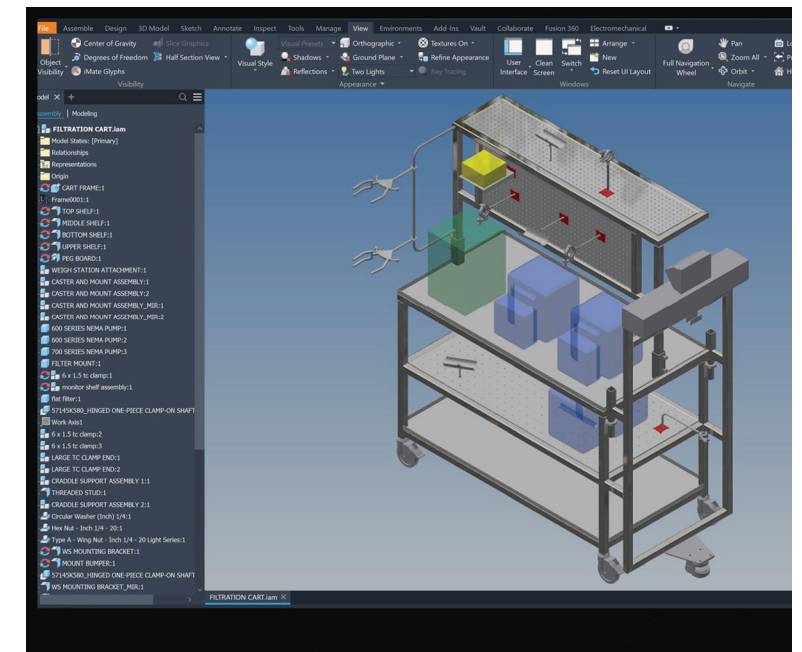 File Assemble Design 3D Model Sketch Annotate Inspect Tools Manage View Environments Add-Ins Vault Collaborate Fusion 360 Electromechanical
Object
Visibility
Center of Gravity
Degrees of Freedom
iMate Glyphs
Slice Graphics
Half Section View
Visibility
Visual Style
Visual Presets
Shadows
Reflections
Orthographic
Ground Plane
Two Lights
Textures On
Refine Appearance
Ray Tracing
Appearance
User
Interface
Clean
Screen
Switch
Arrange
New
Reset UI Layout
Windows
Full Navigation
Wheel
Pan
Zoom All
Orbit
Navigate
odel × +
ssembly | Modeling
FILTRATION CART.iam
Model States: [Primary]
Relationships
Representations
Origin
CART FRAME:1
Frame0001:1
TOP SHELF:1
MIDDLE SHELF:1
BOTTOM SHELF:1
UPPER SHELF:1
PEG BOARD:1
WEIGH STATION ATTACHMENT:1
CASTER AND MOUNT ASSEMBLY:1
CASTER AND MOUNT ASSEMBLY:2
CASTER AND MOUNT ASSEMBLY_MIR:1
CASTER AND MOUNT ASSEMBLY_MIR:2
600 SERIES NEMA PUMP:1
600 SERIES NEMA PUMP:2
700 SERIES NEMA PUMP:3
FILTER MOUNT:1
6 x 1.5 tc clamp:1
monitor shelf assembly:1
flat filter:1
57145K580_HINGED ONE-PIECE CLAMP-ON SHAFT
Work Axis1
6 x 1.5 tc clamp:2
6 x 1.5 tc clamp:3
LARGE TC CLAMP END:1
LARGE TC CLAMP END:2
CRADDLE SUPPORT ASSEMBLY 1:1
THREADED STUD:1
CRADDLE SUPPORT ASSEMBLY 2:1
Circular Washer (Inch) 1/4:1
Hex Nut - Inch 1/4 - 20:1
Type A - Wing Nut - Inch 1/4 - 20 Light Series:1
WS MOUNTING BRACKET:1
MOUNT BUMPER:1
57145K580_HINGED ONE-PIECE CLAMP-ON SHAFT
WS MOUNTING BRACKET_MIR:1
FILTRATION CART.iam ×